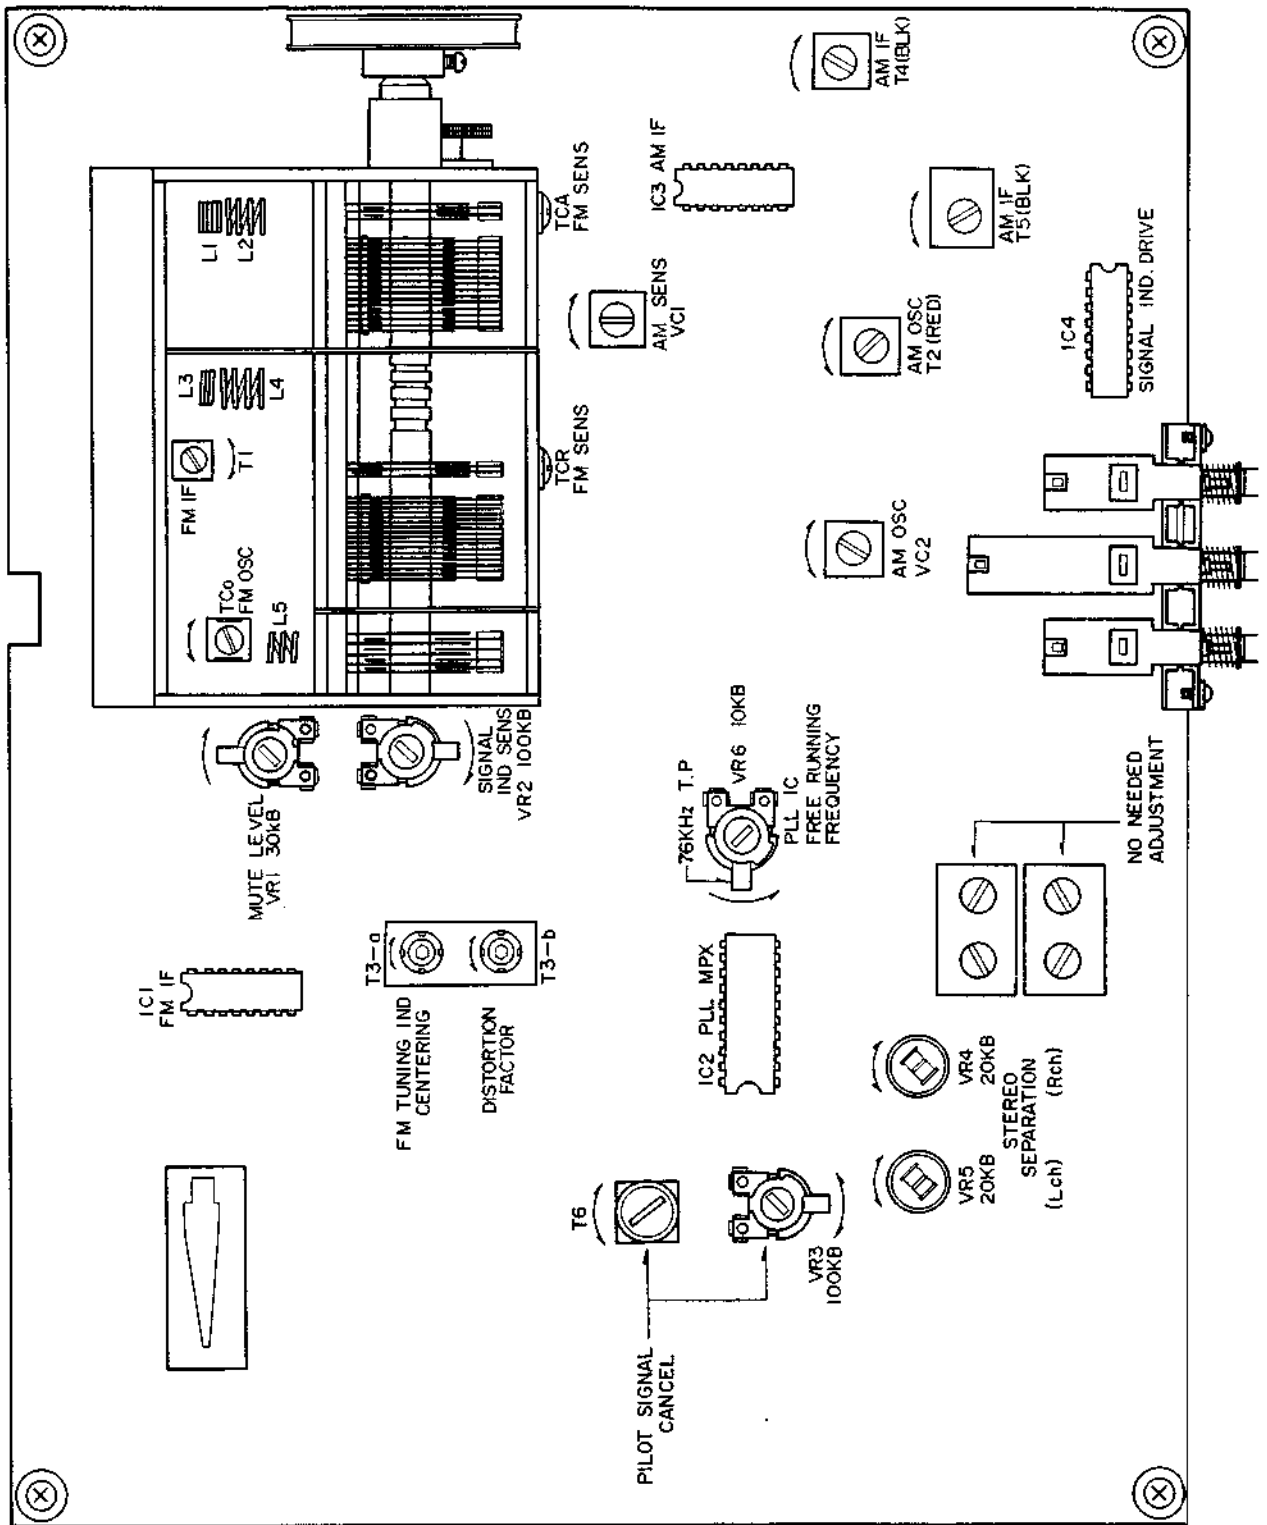 AM IF
T4(BLK)
IC3 AM IF
AM IF
T5(BLK)
TCA
FM SENS
L1
L2
AM SENS
VC1
AM OSC
T2 (RED)
IC4
SIGNAL IND. DRIVE
L3
L4
FM IF
T1
TCR
FM SENS
AM OSC
VC2
TCo
FM OSC
L5
MUTE LEVEL
VR1 30KB
SIGNAL
IND SENS
VR2 100KB
76KHz T.P
VR6 10KB
PLL IC
FREE RUNNING
FREQUENCY
NO NEEDED
ADJUSTMENT
IC1
FM IF
T3-a
T3-b
FM TUNING IND
CENTERING
DISTORTION
FACTOR
IC2 PLL MPX
VR4
20KB
VR5
20KB
STEREO
SEPARATION
(Lch)
(Rch)
T6
VR3
100KB
PILOT SIGNAL
CANCEL